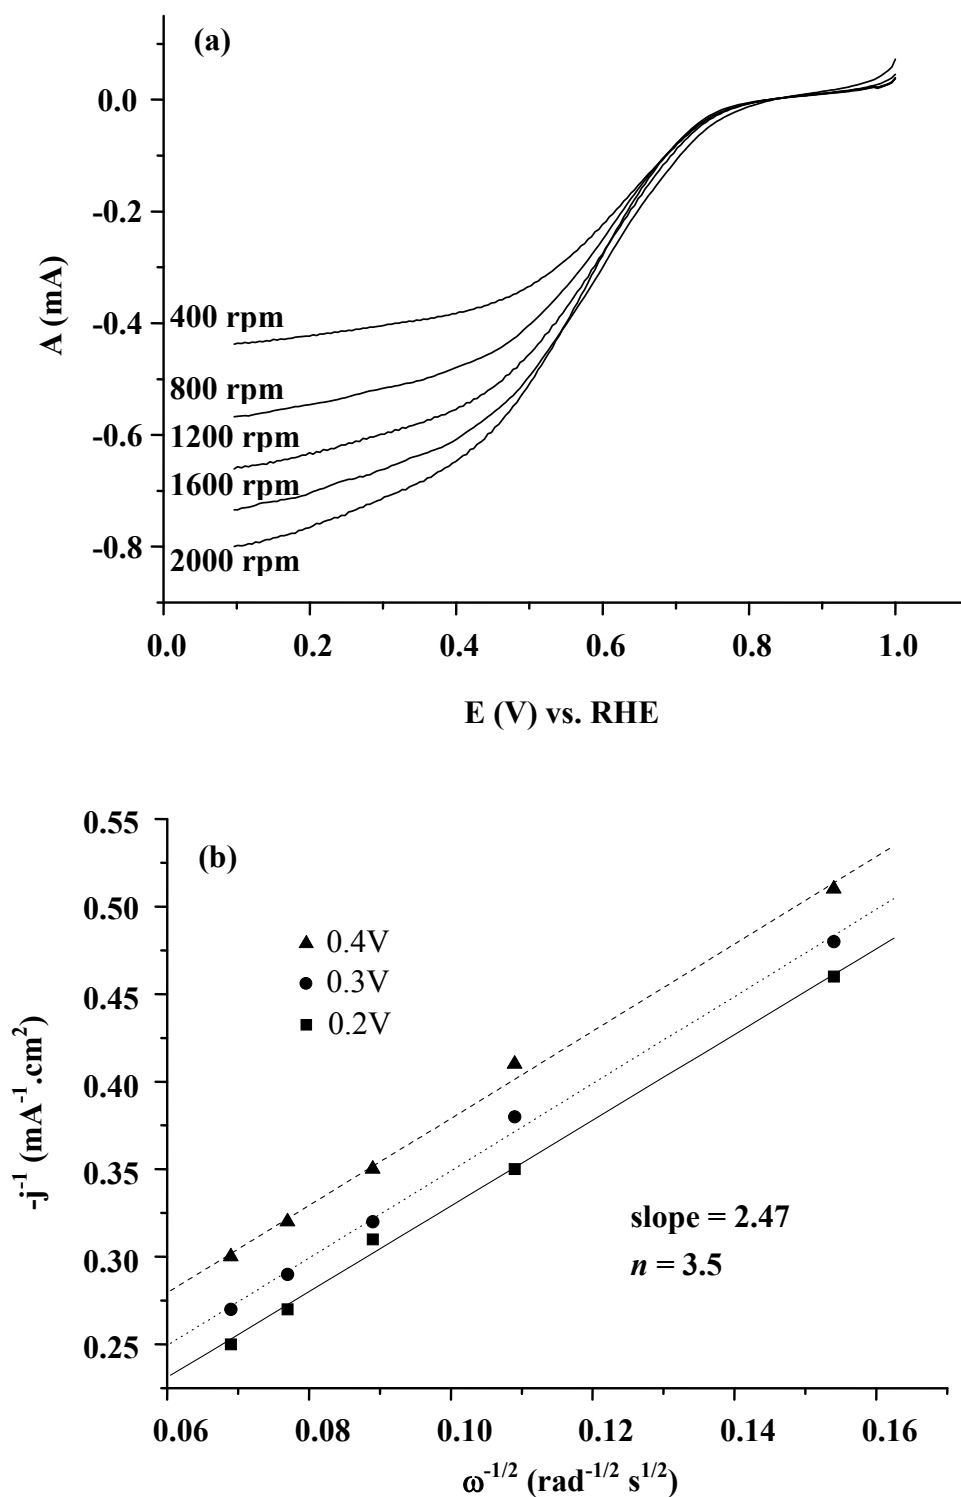 (a)
0.0
-0.2
-0.4
-0.6
-0.8
A (mA)
400 rpm
800 rpm
1200 rpm
1600 rpm
2000 rpm
0.0 0.2 0.4 0.6 0.8 1.0
E (V) vs. RHE
(b)
0.55
0.50
0.45
0.40
0.35
0.30
0.25
-j⁻¹ (mA⁻¹.cm²)
0.4V
0.3V
0.2V
slope = 2.47
n = 3.5
0.06 0.08 0.10 0.12 0.14 0.16
ω⁻¹/² (rad⁻¹/² s¹/²)